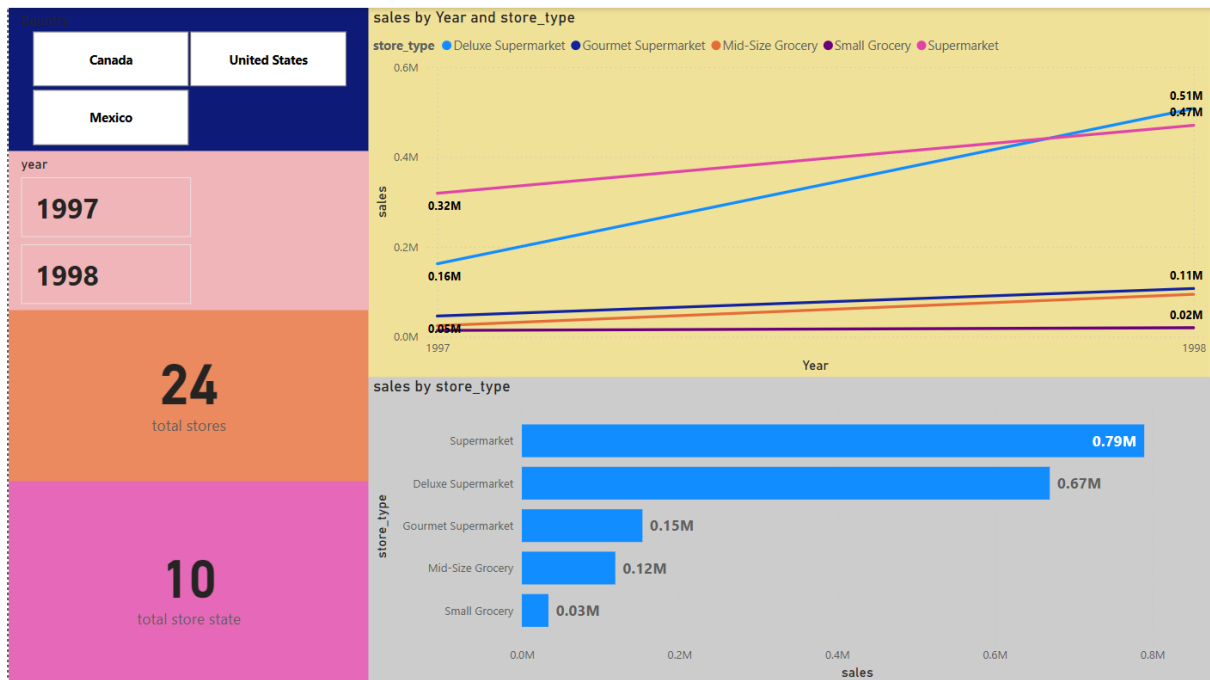 country
Canada
United States
Mexico
year
1997
1998
24
total stores
10
total store state
sales by Year and store_type
store_type Deluxe Supermarket Gourmet Supermarket Mid-Size Grocery Small Grocery Supermarket
0.6M
0.51M
0.47M
0.4M
sales
0.32M
0.2M
0.16M
0.11M
0.05M
0.02M
0.0M
1997
1998
Year
sales by store_type
store_type
Supermarket
0.79M
Deluxe Supermarket
0.67M
Gourmet Supermarket
0.15M
Mid-Size Grocery
0.12M
Small Grocery
0.03M
0.0M
0.2M
0.4M
0.6M
0.8M
sales